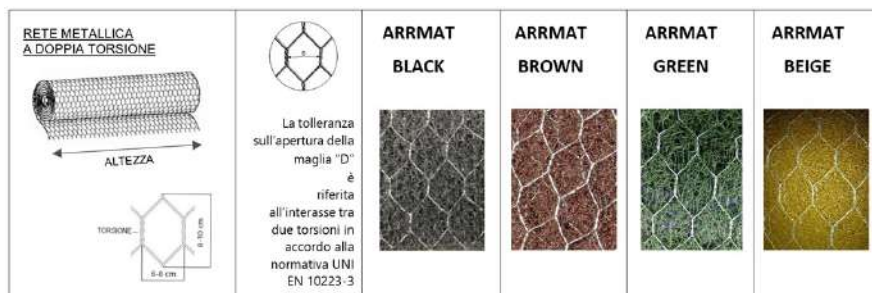 RETE METALLICA
A DOPPIA TORSIONE
ALTEZZA
TORSIONE
8-10 cm
6-8 cm
La tolleranza
sull'apertura della
maglia "D"
è
riferita
all'interasse tra
due torsioni in
accordo alla
normativa UNI
EN 10223-3
ARRMAT
BLACK
ARRMAT
BROWN
ARRMAT
GREEN
ARRMAT
BEIGE